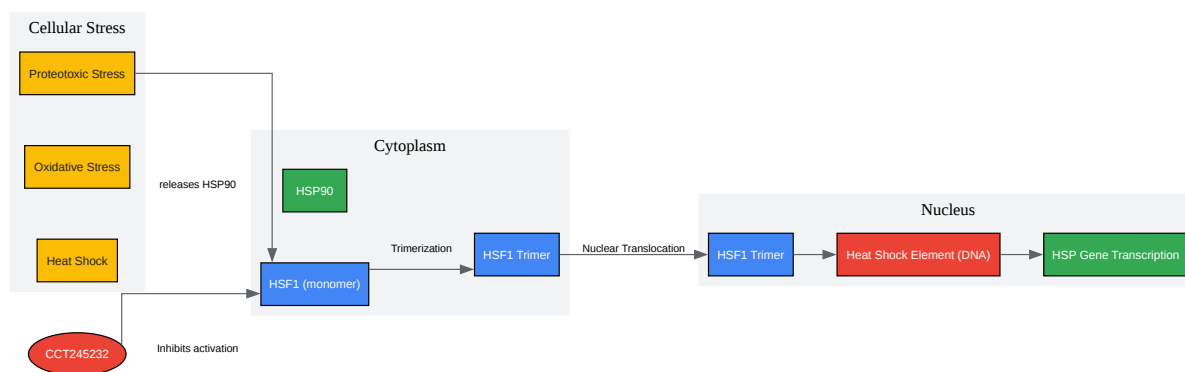 Cellular Stress
Proteotoxic Stress
Oxidative Stress
Heat Shock
CCT245232
releases HSP90
Inhibits activation
Cytoplasm
HSP90
HSF1 (monomer)
Trimerization
HSF1 Trimer
Nuclear Translocation
Nucleus
HSF1 Trimer
Heat Shock Element (DNA)
HSP Gene Transcription